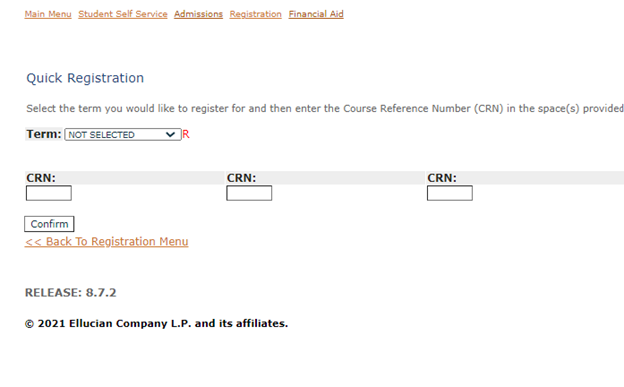 Main Menu Student Self Service Admissions Registration Financial Aid
Quick Registration
Select the term you would like to register for and then enter the Course Reference Number (CRN) in the space(s) provided
Term: NOT SELECTED R
CRN: CRN: CRN:
Confirm
<< Back To Registration Menu
RELEASE: 8.7.2
© 2021 Ellucian Company L.P. and its affiliates.